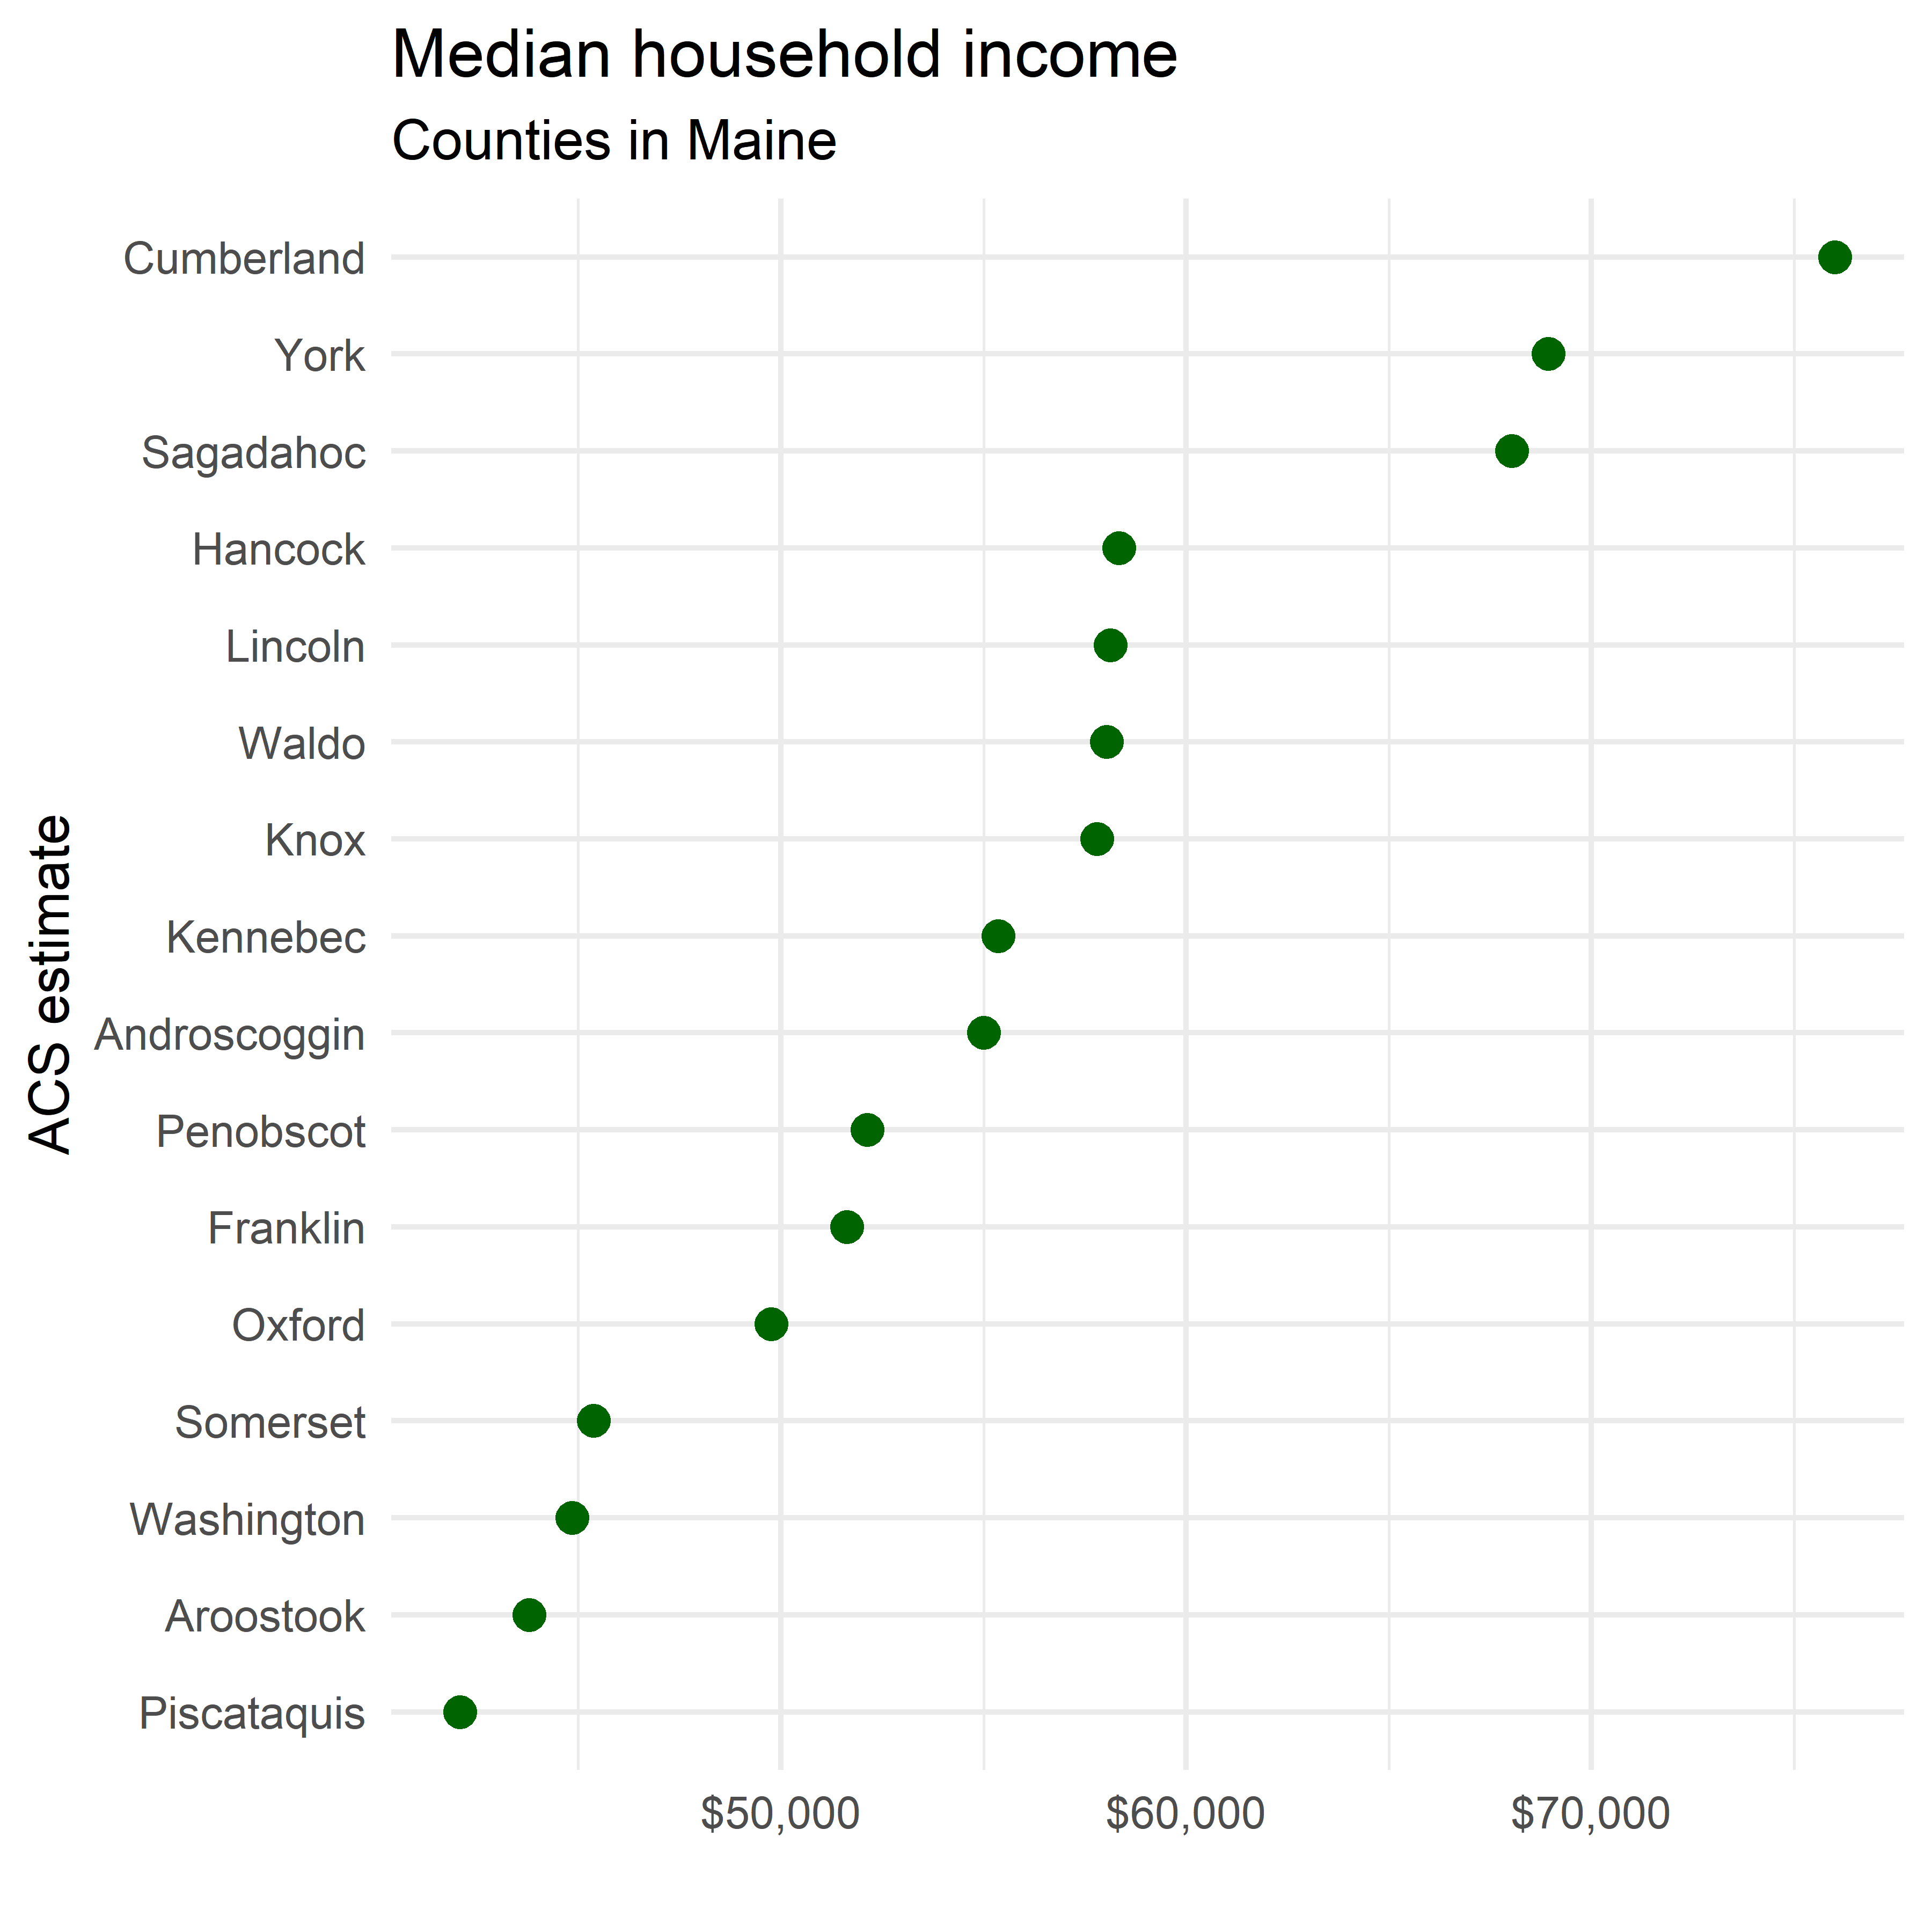 Median household income
Counties in Maine
Cumberland
York
Sagadahoc
Hancock
Lincoln
Waldo
Knox
Kennebec
Androscoggin
Penobscot
Franklin
Oxford
Somerset
Washington
Aroostook
Piscataquis
ACS estimate
$50,000
$60,000
$70,000